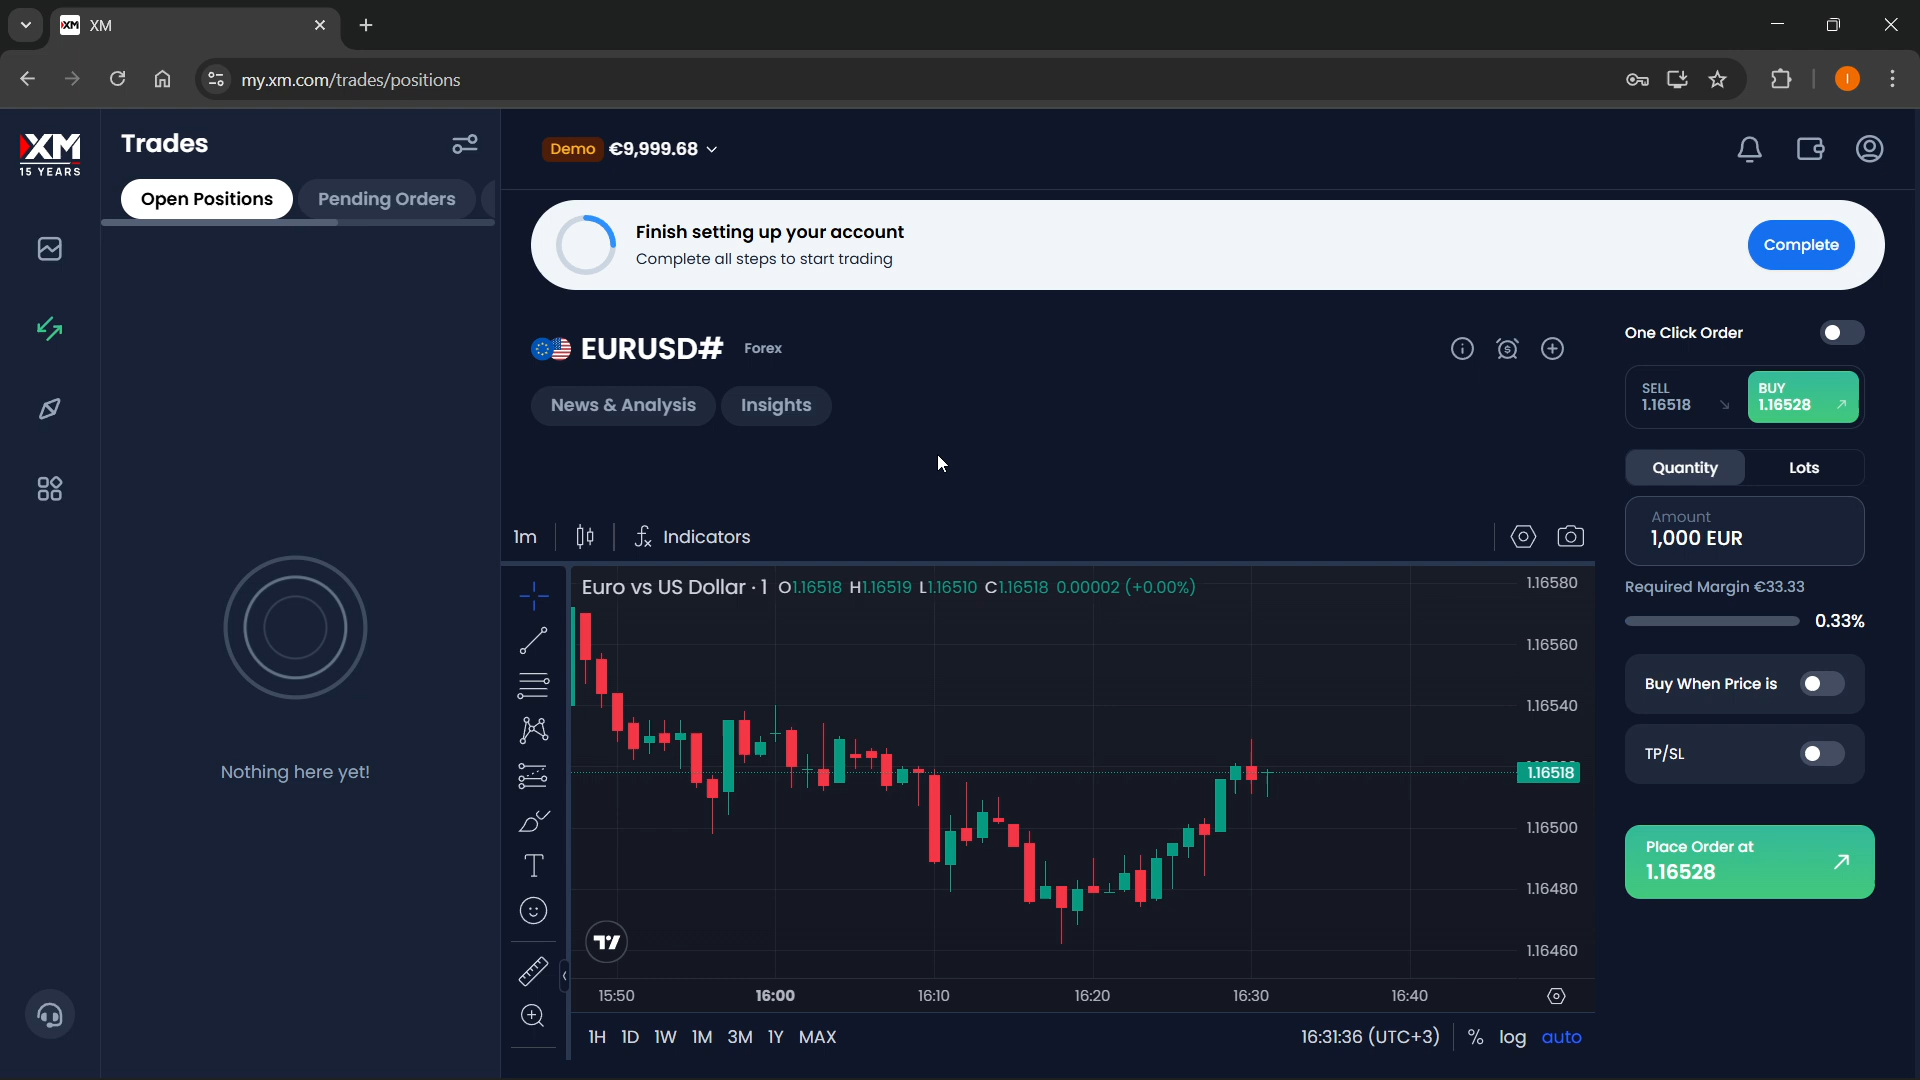 XM
my.xm.com/trades/positions
I
XM
15 YEARS
Trades
Open Positions
Pending Orders
Nothing here yet!
Demo €9,999.68
Finish setting up your account
Complete all steps to start trading
Complete
EURUSD# Forex
News & Analysis
Insights
1m
Indicators
Euro vs US Dollar · 1 O1.16518 H1.16519 L1.16510 C1.16518 0.00002 (+0.00%)
1.16580
1.16560
1.16540
1.16518
1.16500
1.16480
1.16460
15:50 16:00 16:10 16:20 16:30 16:40
1H 1D 1W 1M 3M 1Y MAX
16:31:36 (UTC+3) % log auto
One Click Order
SELL
1.16518
BUY
1.16528
Quantity
Lots
Amount
1,000 EUR
Required Margin €33.33
0.33%
Buy When Price is
TP/SL
Place Order at
1.16528